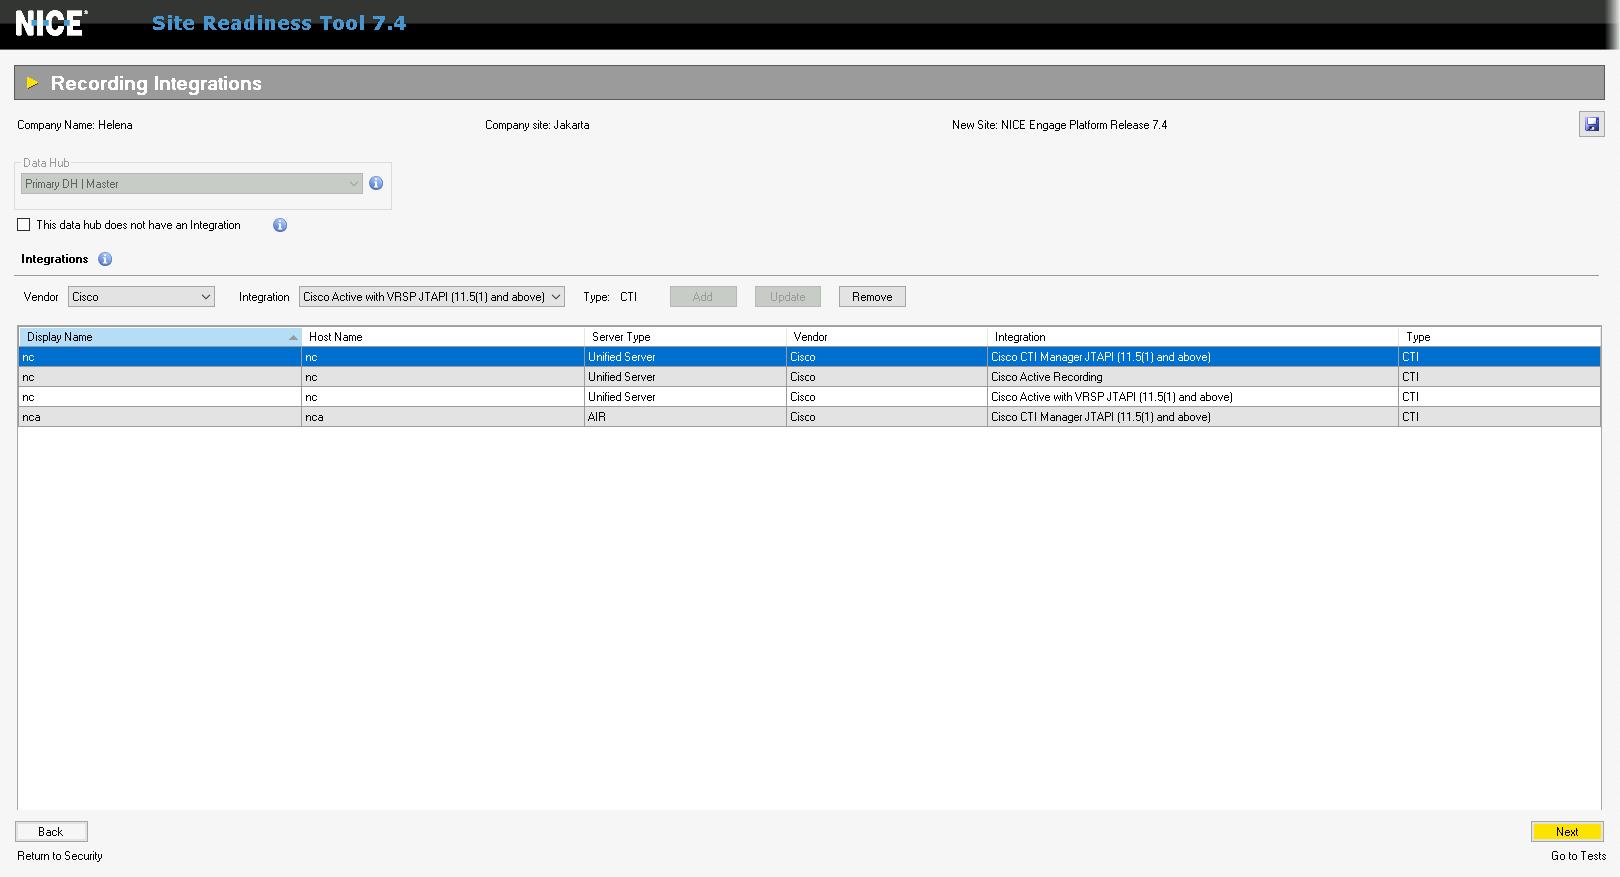 NICE® Site Readiness Tool 7.4
Recording Integrations
Company Name: Helena Company site: Jakarta New Site: NICE Engage Platform Release 7.4
Data Hub
Primary DH | Master
This data hub does not have an Integration
Integrations
Vendor Cisco Integration Cisco Active with VRSP JTAPI (11.5(1) and above) Type: CTI Add Update Remove
Display Name Host Name Server Type Vendor Integration Type
nc nc Unified Server Cisco Cisco CTI Manager JTAPI (11.5(1) and above) CTI
nc nc Unified Server Cisco Cisco Active Recording CTI
nc nc Unified Server Cisco Cisco Active with VRSP JTAPI (11.5(1) and above) CTI
nca nca AIR Cisco Cisco CTI Manager JTAPI (11.5(1) and above) CTI
Back Next
Return to Security Go to Tests